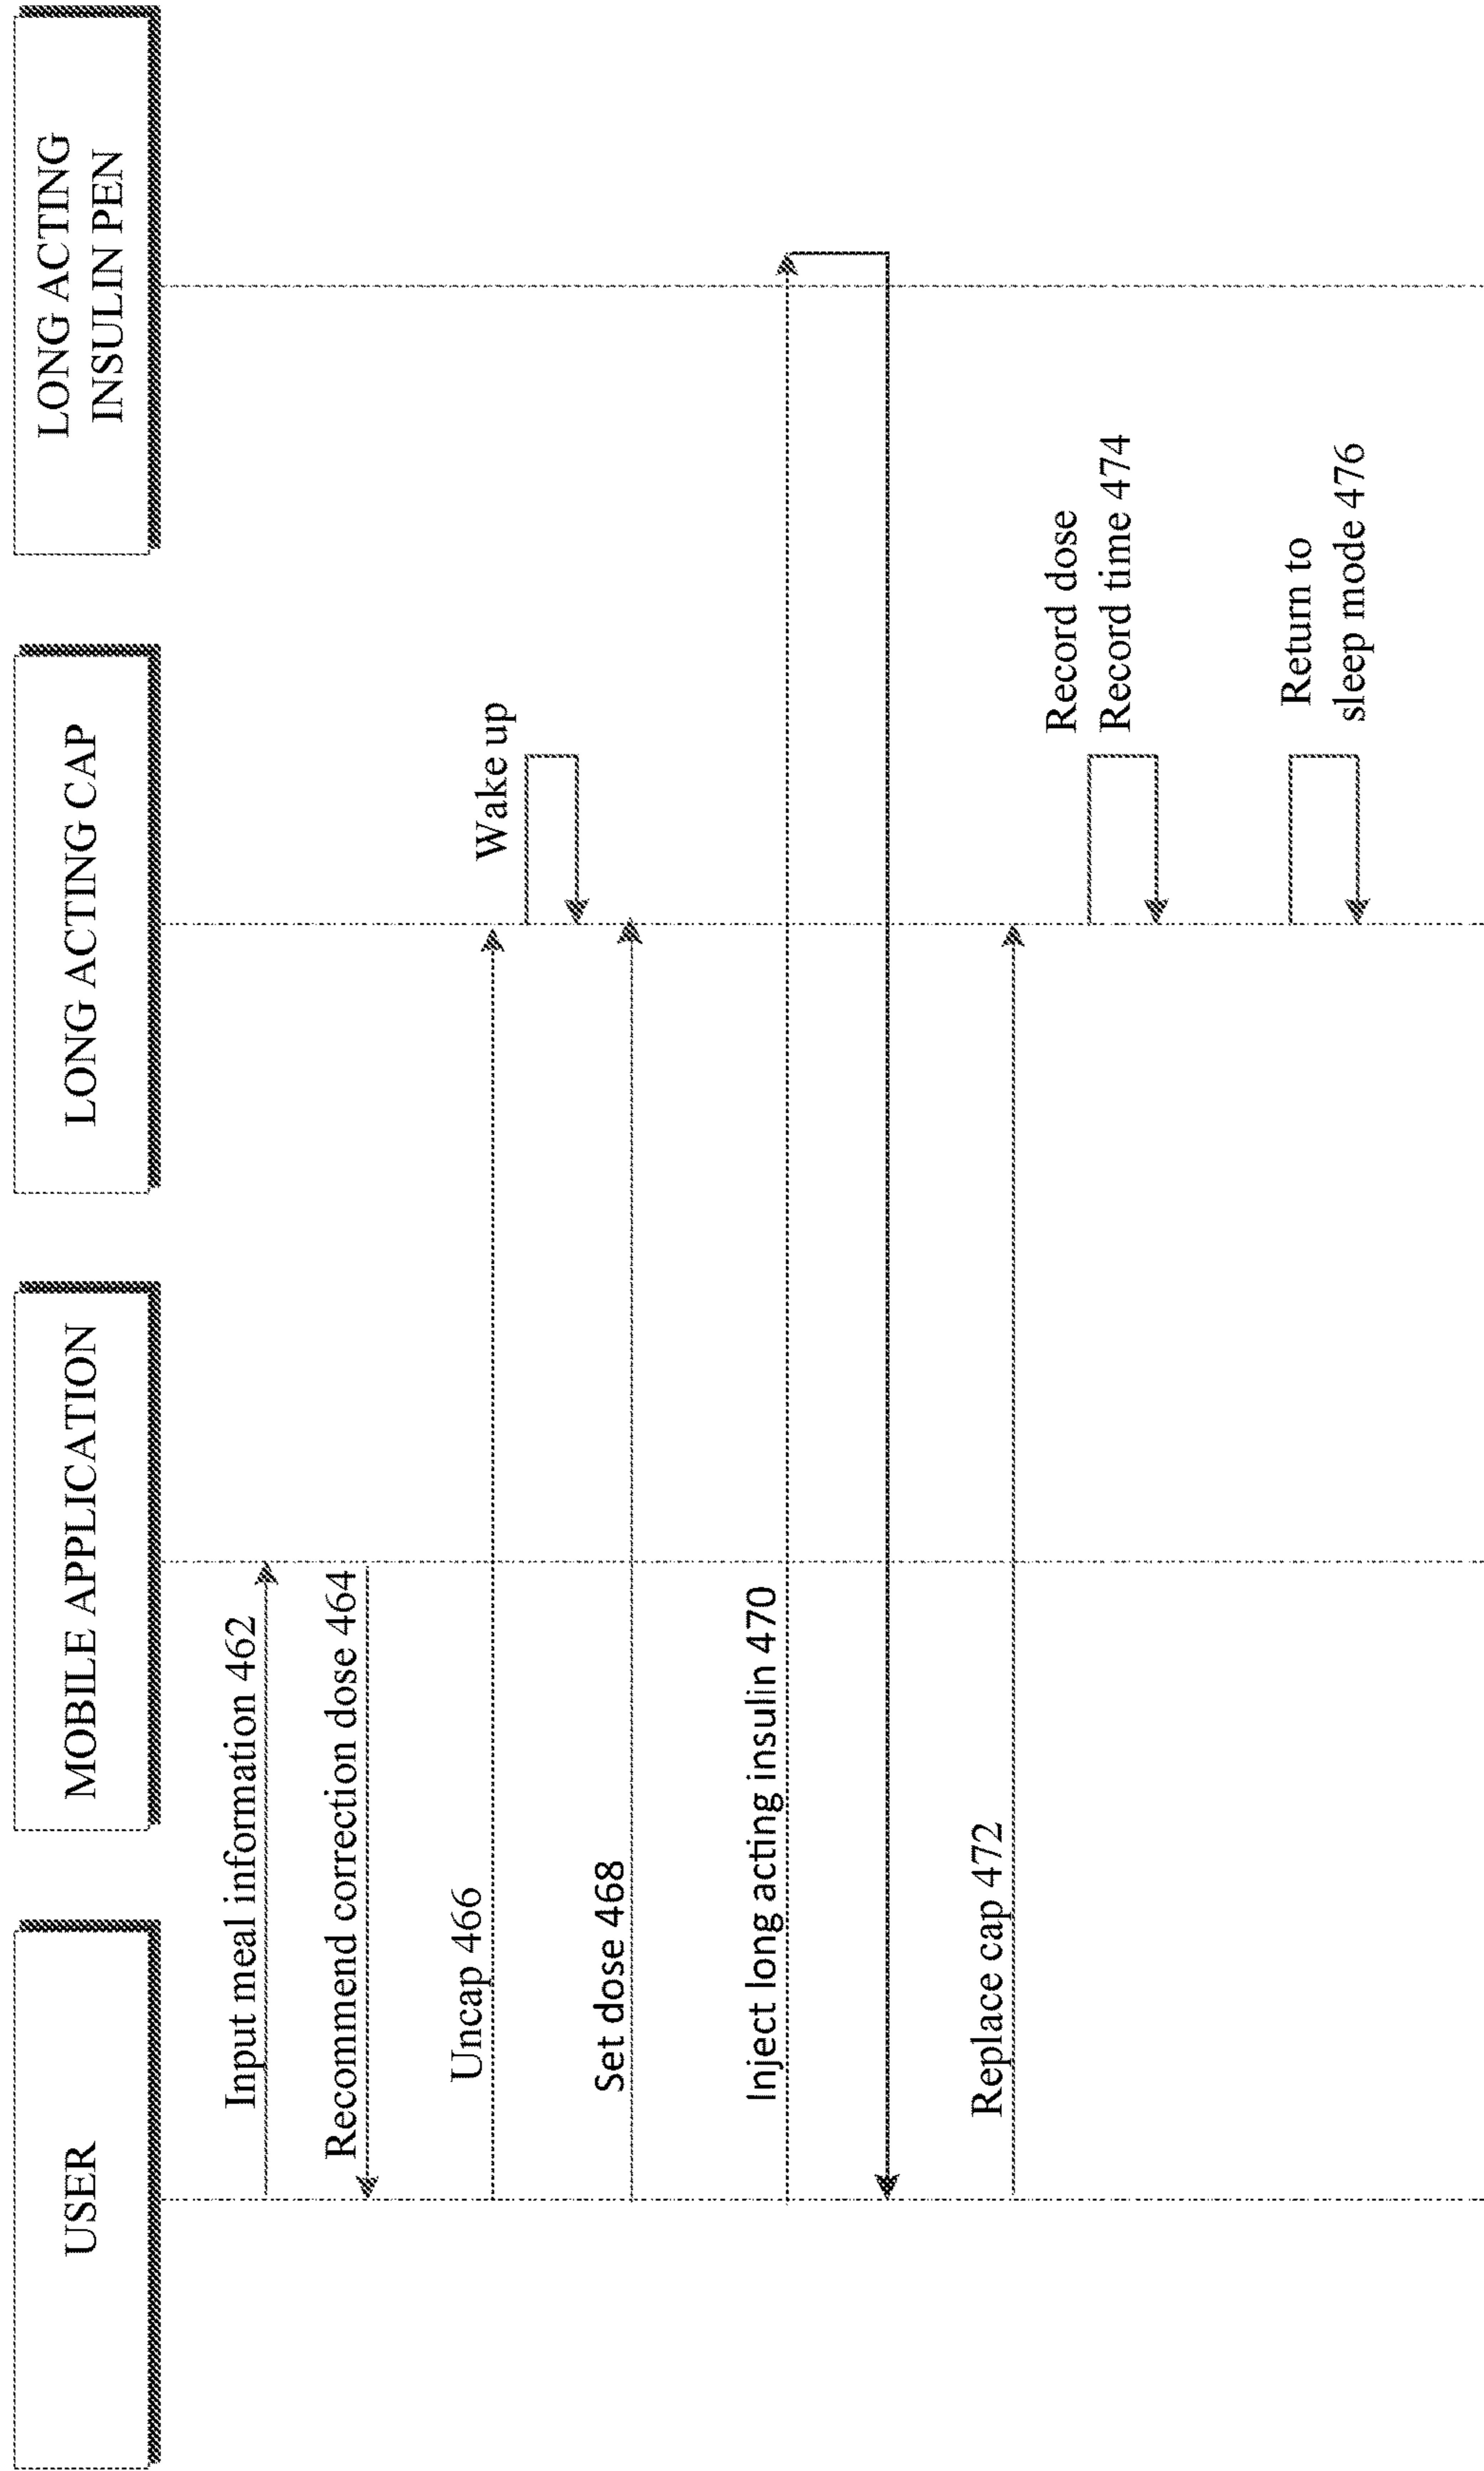 USER
MOBILE APPLICATION
LONG ACTING CAP
LONG ACTING
INSULIN PEN
Input meal information 462
Recommend correction dose 464
Uncap 466
Wake up
Set dose 468
Inject long acting insulin 470
Replace cap 472
Record dose
Record time 474
Return to
sleep mode 476